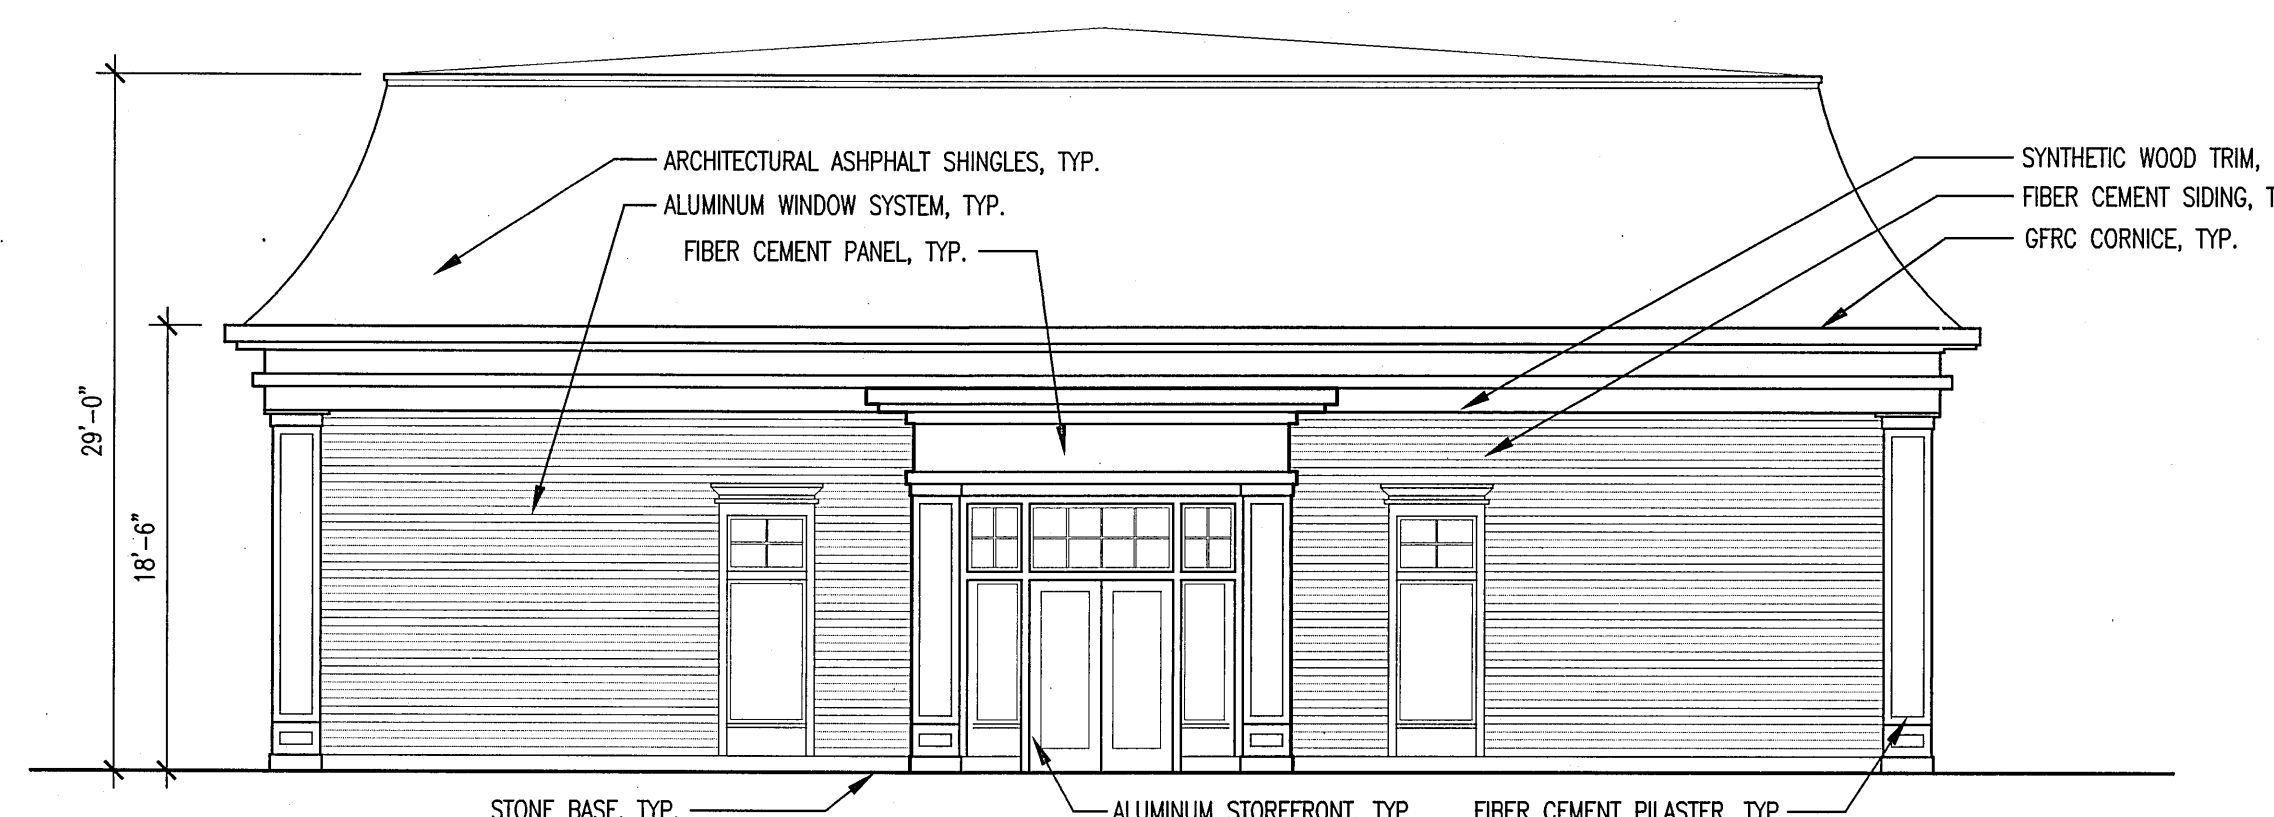 ARCHITECTURAL ASHPHALT SHINGLES, TYP.
ALUMINUM WINDOW SYSTEM, TYP.
FIBER CEMENT PANEL, TYP.
SYNTHETIC WOOD TRIM,
FIBER CEMENT SIDING, T
GFRC CORNICE, TYP.
29'-0"
18'-6"
STONE BASE, TYP.
ALUMINUM STOREFRONT, TYP
FIBER CEMENT PILASTER, TYP